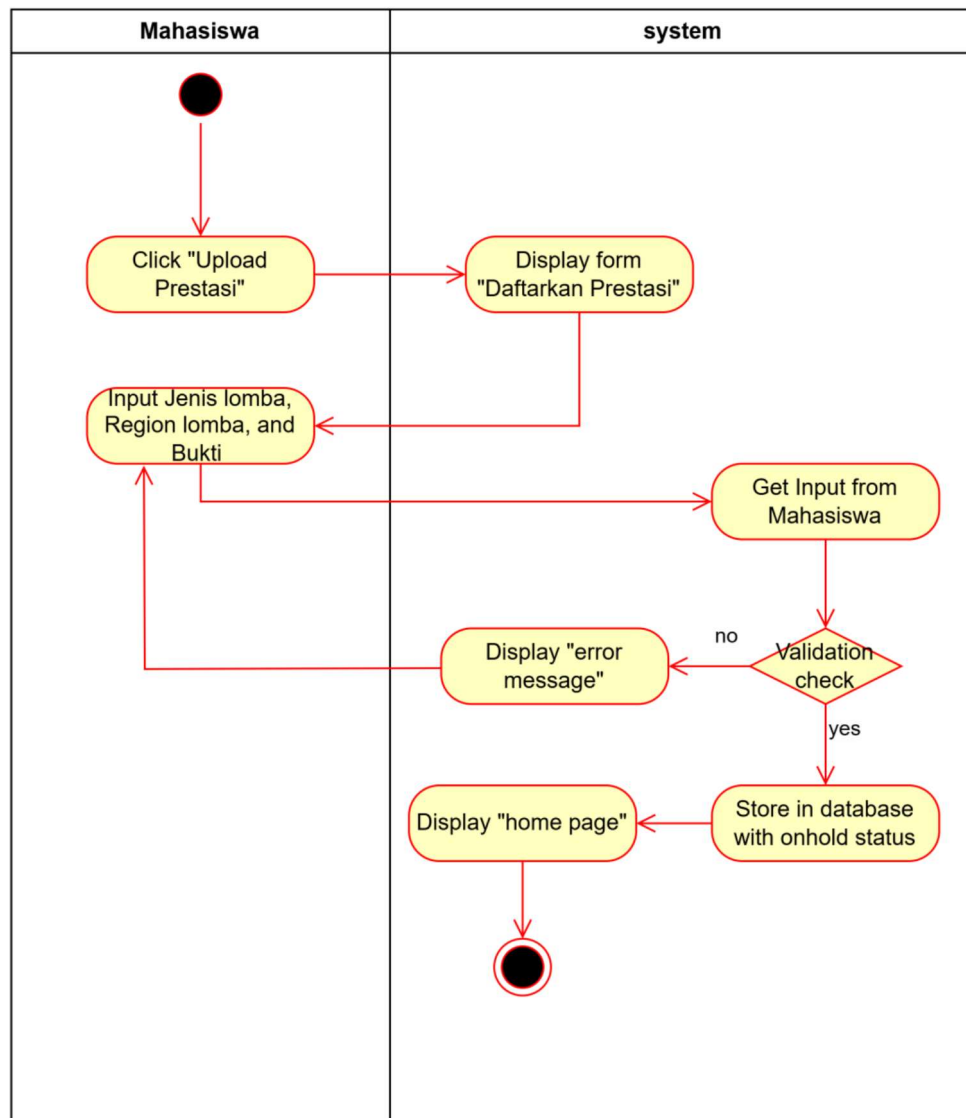 Mahasiswa
system
Click "Upload
Prestasi"
Display form
"Daftarkan Prestasi"
Input Jenis lomba,
Region lomba, and
Bukti
Get Input from
Mahasiswa
no
Display "error
message"
Validation
check
yes
Display "home page"
Store in database
with onhold status